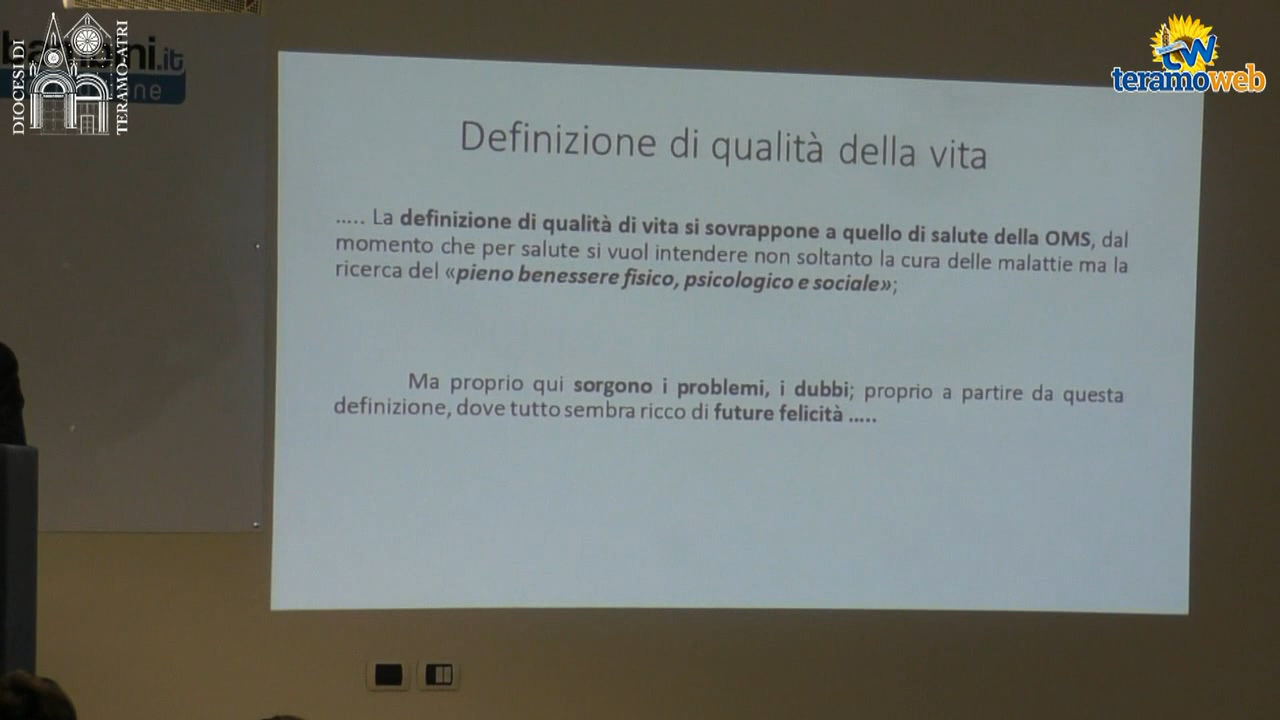 DIOCESI DI
TERAMO-ATRI
.it
ne
tw
teramoweb
Definizione di qualità della vita
..... La definizione di qualità di vita si sovrappone a quello di salute della OMS, dal
momento che per salute si vuol intendere non soltanto la cura delle malattie ma la
ricerca del «pieno benessere fisico, psicologico e sociale»;
Ma proprio qui sorgono i problemi, i dubbi; proprio a partire da questa
definizione, dove tutto sembra ricco di future felicità .....